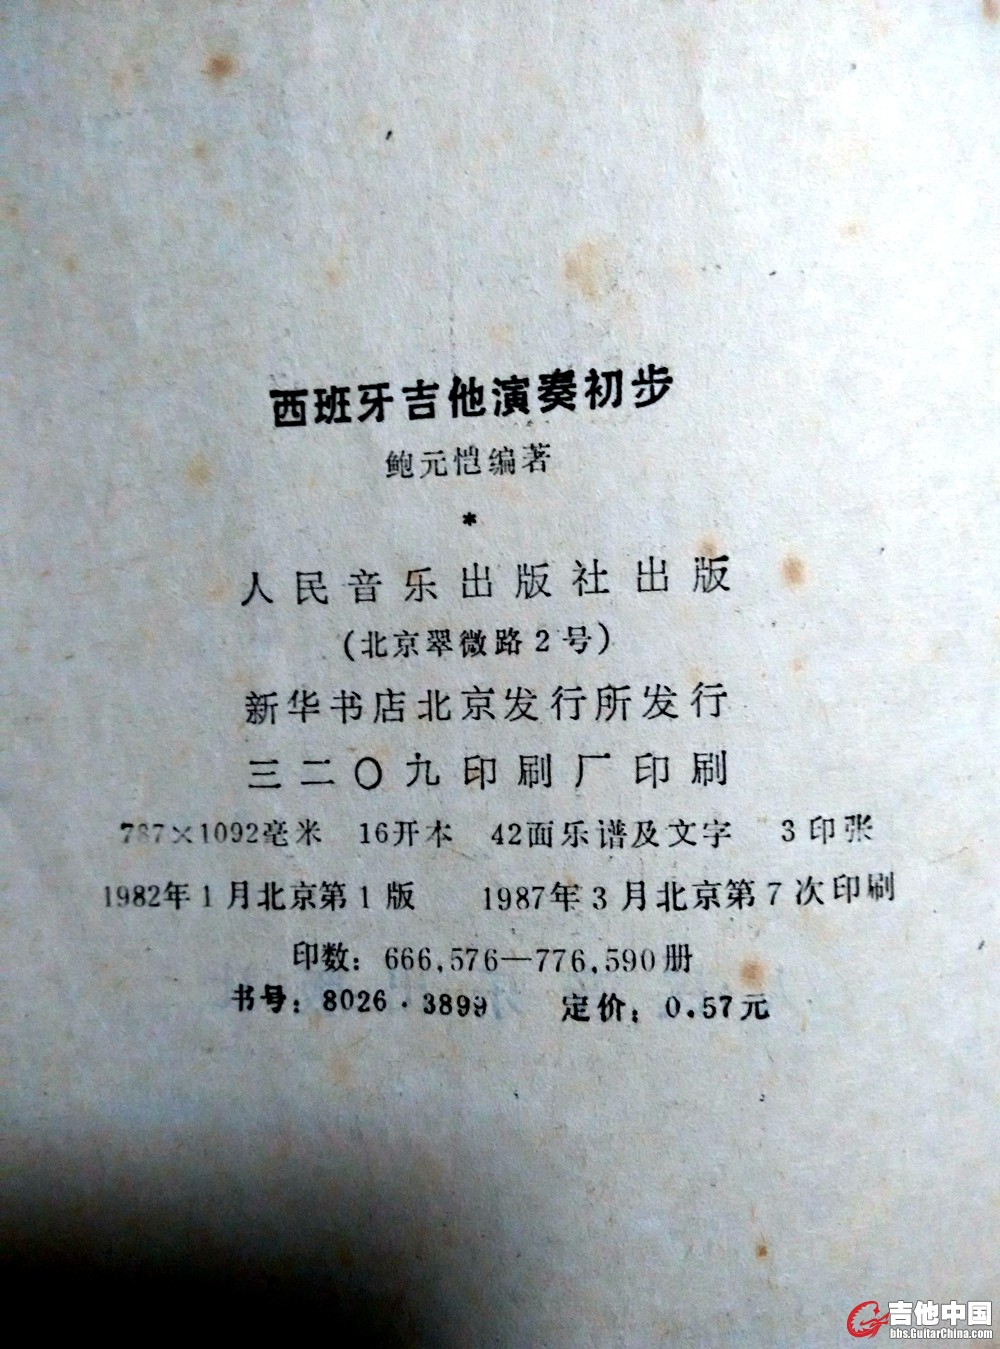 西班牙吉他演奏初步
鲍元恺编著
*
人民音乐出版社出版
(北京翠微路2号)
新华书店北京发行所发行
三二〇九印刷厂印刷
787×1092毫米 16开本 42面乐谱及文字 3印张
1982年1月北京第1版 1987年3月北京第7次印刷
印数：666,576—776,590册
书号：8026·3899 定价：0.57元
吉他中国
bbs.GuitarChina.com